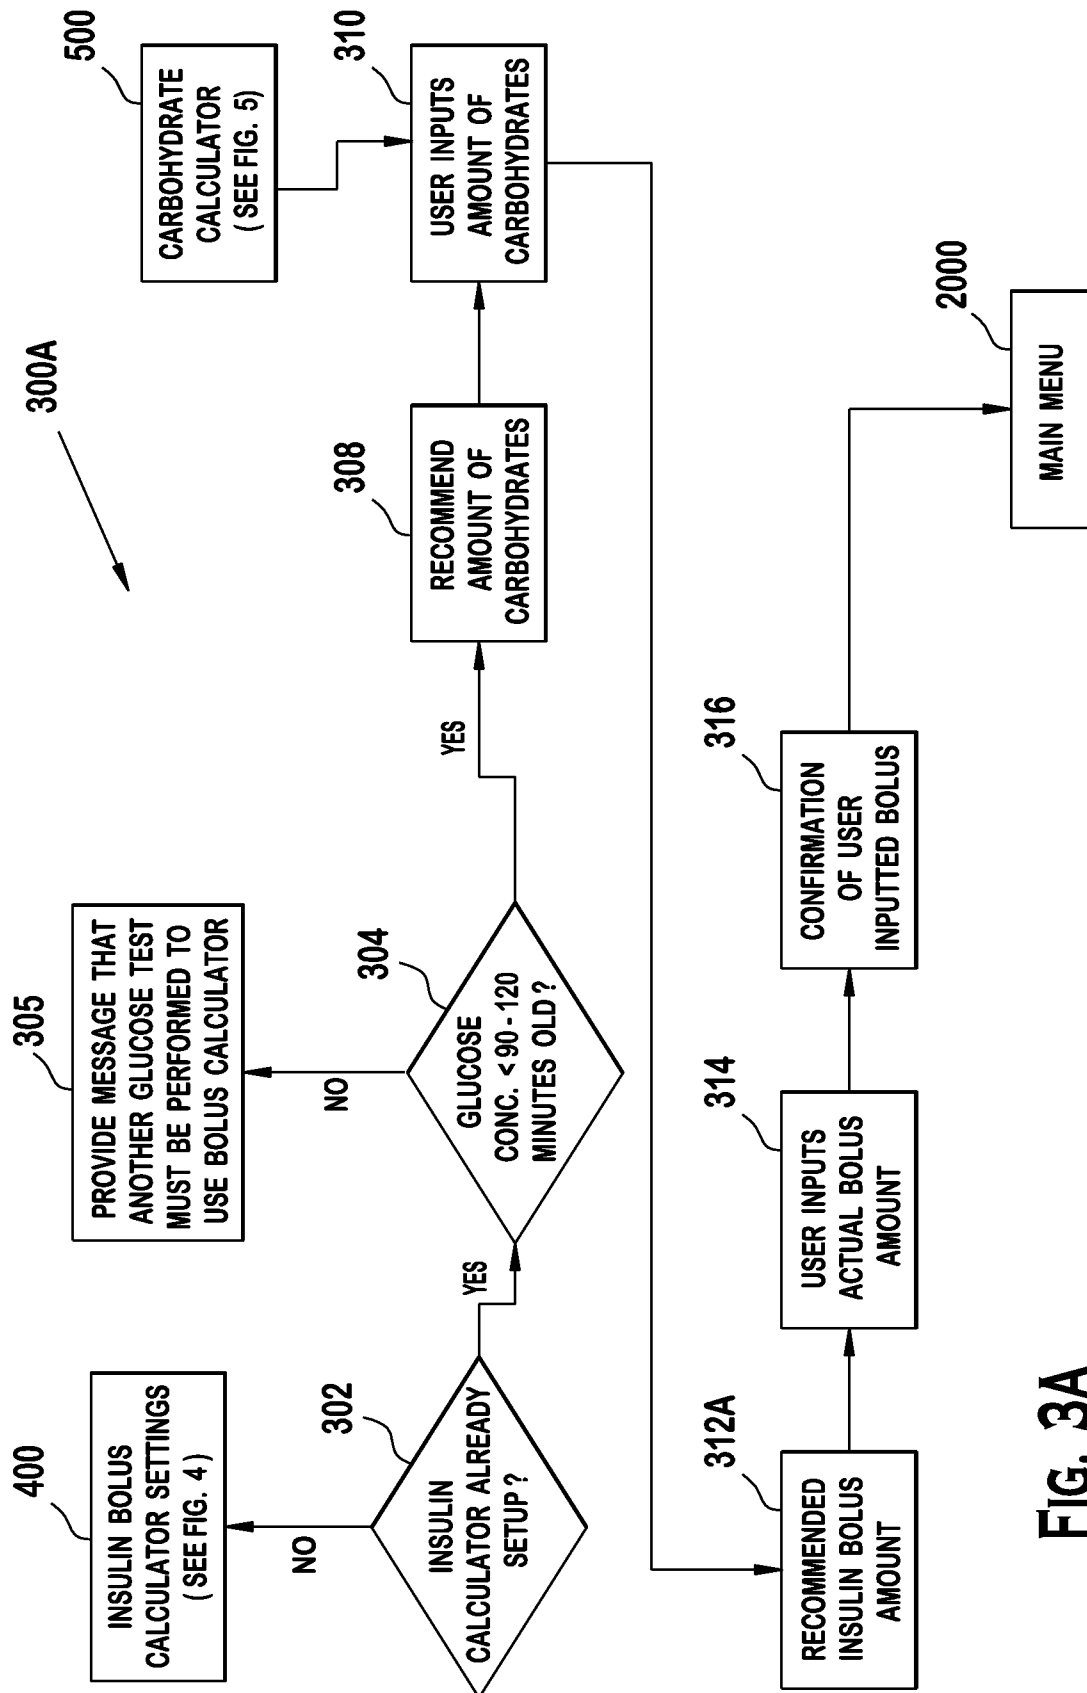 300A
400
INSULIN BOLUS
CALCULATOR SETTINGS
( SEE FIG. 4 )
302
INSULIN
CALCULATOR ALREADY
SETUP?
NO
YES
305
PROVIDE MESSAGE THAT
ANOTHER GLUCOSE TEST
MUST BE PERFORMED TO
USE BOLUS CALCULATOR
304
GLUCOSE
CONC. < 90 - 120
MINUTES OLD?
NO
YES
308
RECOMMEND
AMOUNT OF
CARBOHYDRATES
500
CARBOHYDRATE
CALCULATOR
( SEE FIG. 5)
310
USER INPUTS
AMOUNT OF
CARBOHYDRATES
312A
RECOMMENDED
INSULIN BOLUS
AMOUNT
314
USER INPUTS
ACTUAL BOLUS
AMOUNT
316
CONFIRMATION
OF USER
INPUTTED BOLUS
2000
MAIN MENU
FIG. 3A